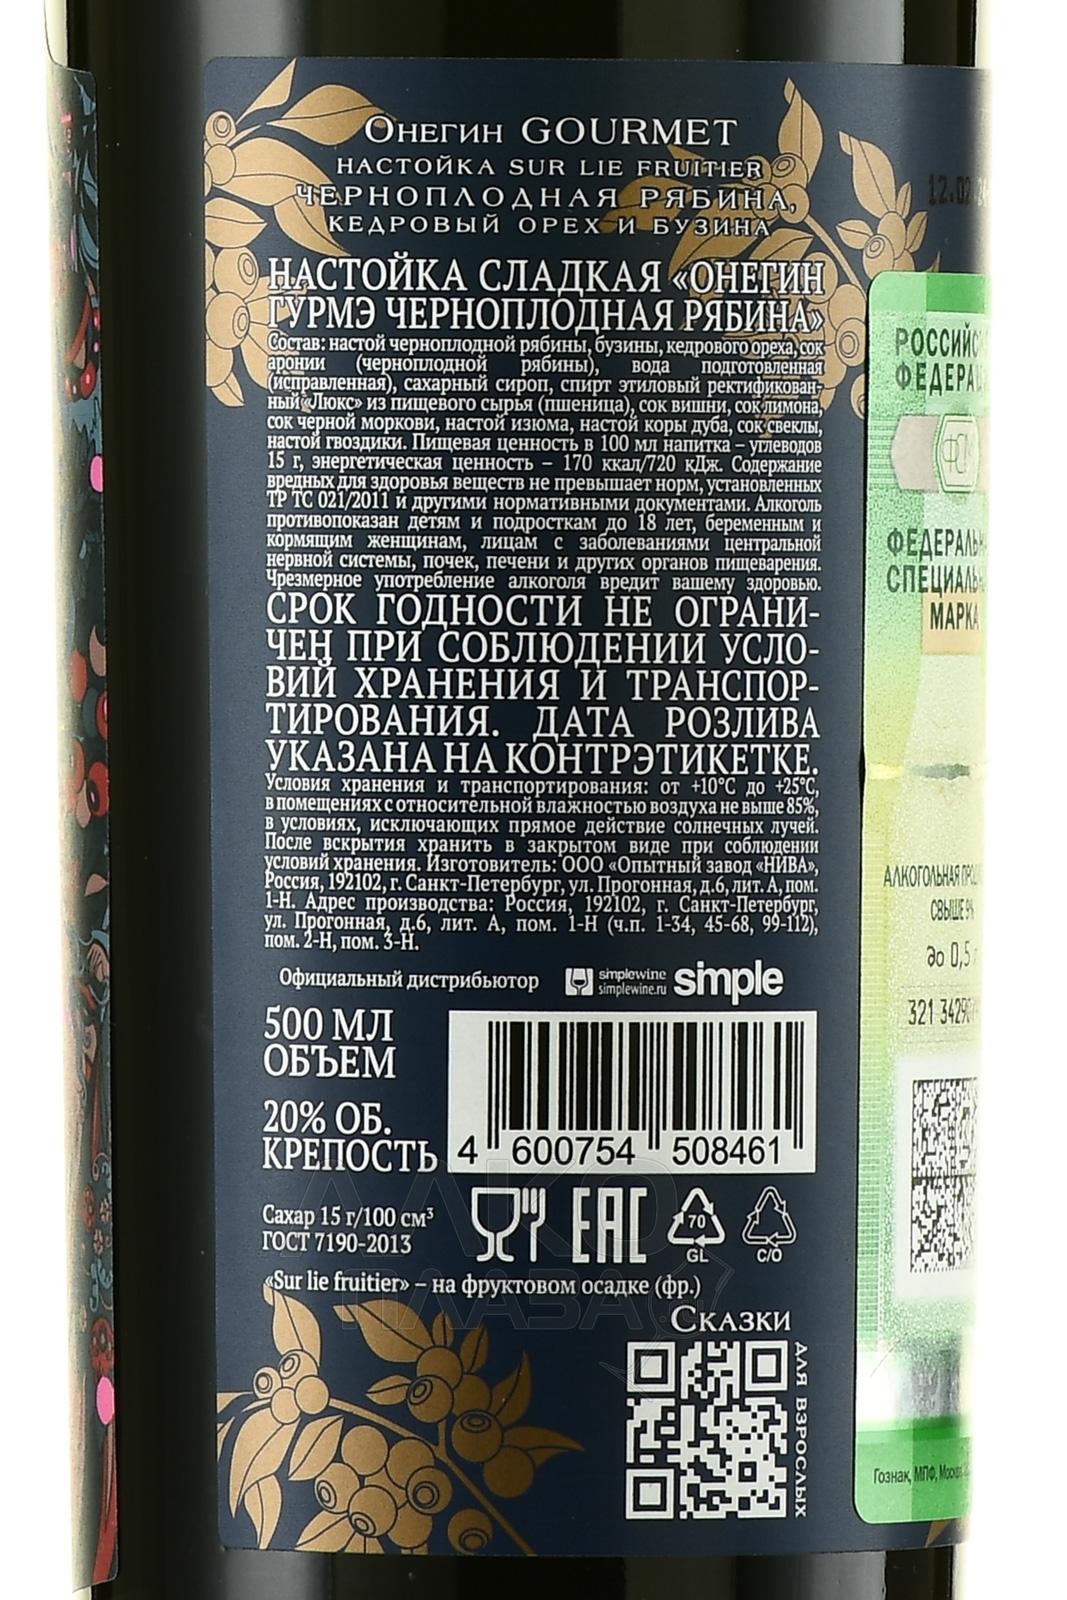 Онегин GOURMET
НАСТОЙКА SUR LIE FRUITIER
ЧЕРНОПЛОДНАЯ РЯБИНА,
КЕДРОВЫЙ ОРЕХ И БУЗИНА
НАСТОЙКА СЛАДКАЯ «ОНЕГИН
ГУРМЭ ЧЕРНОПЛОДНАЯ РЯБИНА»
Состав: настой черноплодной рябины, бузины, кедрового ореха, сок
аронии (черноплодной рябины), вода подготовленная
(исправленная), сахарный сироп, спирт этиловый ректификован-
ный «Люкс» из пищевого сырья (пшеница), сок вишни, сок лимона,
сок черной моркови, настой изюма, настой коры дуба, сок свеклы,
настой гвоздики. Пищевая ценность в 100 мл напитка – углеводов
15 г, энергетическая ценность – 170 ккал/720 кДж. Содержание
вредных для здоровья веществ не превышает норм, установленных
ТР ТС 021/2011 и другими нормативными документами. Алкоголь
противопоказан детям и подросткам до 18 лет, беременным и
кормящим женщинам, лицам с заболеваниями центральной
нервной системы, почек, печени и других органов пищеварения.
Чрезмерное употребление алкоголя вредит вашему здоровью.
СРОК ГОДНОСТИ НЕ ОГРАНИ-
ЧЕН ПРИ СОБЛЮДЕНИИ УСЛО-
ВИЙ ХРАНЕНИЯ И ТРАНСПОР-
ТИРОВАНИЯ. ДАТА РОЗЛИВА
УКАЗАНА НА КОНТРЭТИКЕТКЕ.
Условия хранения и транспортирования: от +10°C до +25°C,
в помещениях с относительной влажностью воздуха не выше 85%,
в условиях, исключающих прямое действие солнечных лучей.
После вскрытия хранить в закрытом виде при соблюдении
условий хранения. Изготовитель: ООО «Опытный завод «НИВА»,
Россия, 192102, г. Санкт-Петербург, ул. Прогонная, д.6, лит. А, пом.
1-Н. Адрес производства: Россия, 192102, г. Санкт-Петербург,
ул. Прогонная, д.6, лит. А, пом. 1-Н (ч.п. 1-34, 45-68, 99-112),
пом. 2-Н, пом. 3-Н.
Официальный дистрибьютор simplewine simplewine.ru simple
500 МЛ
ОБЪЕМ
20% ОБ.
КРЕПОСТЬ
4 600754 508461
Сахар 15 г/100 см³
ГОСТ 7190-2013
EAC
70
GL
C/O
«Sur lie fruitier» – на фруктовом осадке (фр.)
Сказки
ДЛЯ ВЗРОСЛЫХ
АЛКО
ПЛАЗА
12.02
РОССИЙС
ФЕДЕРАЦ
ФСМ
ФЕДЕРАЛЬН
СПЕЦИАЛЬН
МАРКА
АЛКОГОЛЬНАЯ ПРОД
СВЫШЕ 9%
до 0,5 л
321 34290
Гознак, МПФ, Москва,